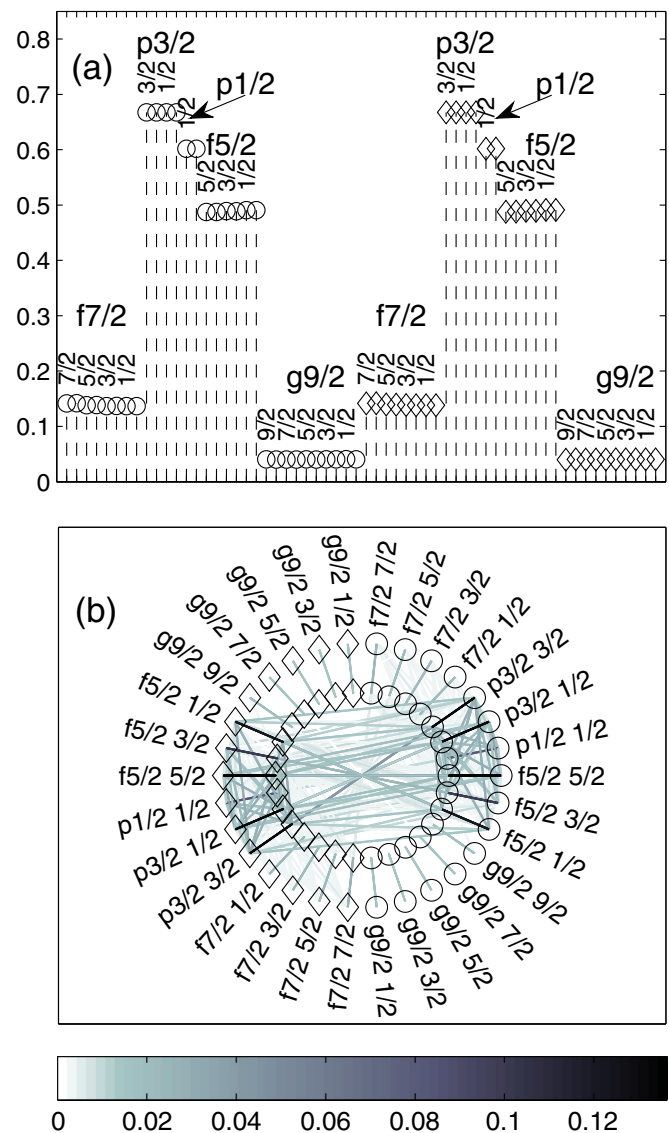 0.8
0.7
0.6
0.5
0.4
0.3
0.2
0.1
0
(a)
p3/2
3/2
1/2
p1/2
1/2
f5/2
5/2
3/2
1/2
f7/2
7/2
5/2
3/2
1/2
g9/2
9/2
7/2
5/2
3/2
1/2
p3/2
3/2
1/2
p1/2
1/2
f5/2
5/2
3/2
1/2
f7/2
7/2
5/2
3/2
1/2
g9/2
9/2
7/2
5/2
3/2
1/2
(b)
f7/2 7/2
f7/2 5/2
f7/2 3/2
f7/2 1/2
p3/2 3/2
p3/2 1/2
p1/2 1/2
f5/2 5/2
f5/2 3/2
f5/2 1/2
g9/2 9/2
g9/2 7/2
g9/2 5/2
g9/2 3/2
g9/2 1/2
f7/2 7/2
f7/2 5/2
f7/2 3/2
f7/2 1/2
p3/2 3/2
p3/2 1/2
p1/2 1/2
f5/2 5/2
f5/2 3/2
f5/2 1/2
g9/2 9/2
g9/2 7/2
g9/2 5/2
g9/2 3/2
g9/2 1/2
0 0.02 0.04 0.06 0.08 0.1 0.12